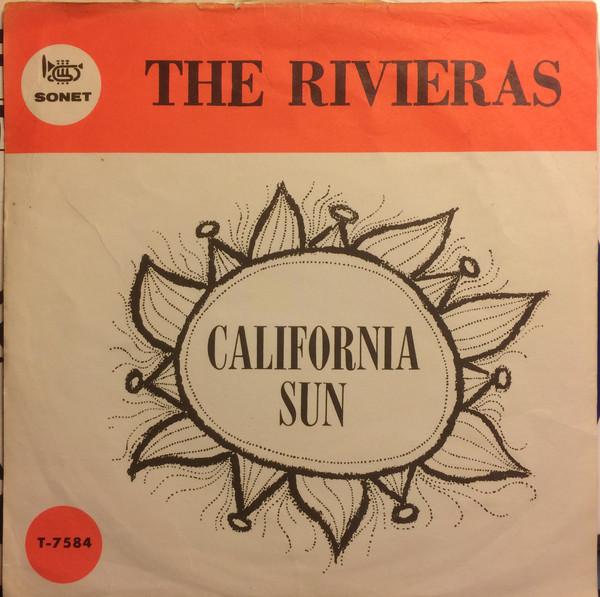 SONET
THE RIVIERAS
CALIFORNIA
SUN
T-7584